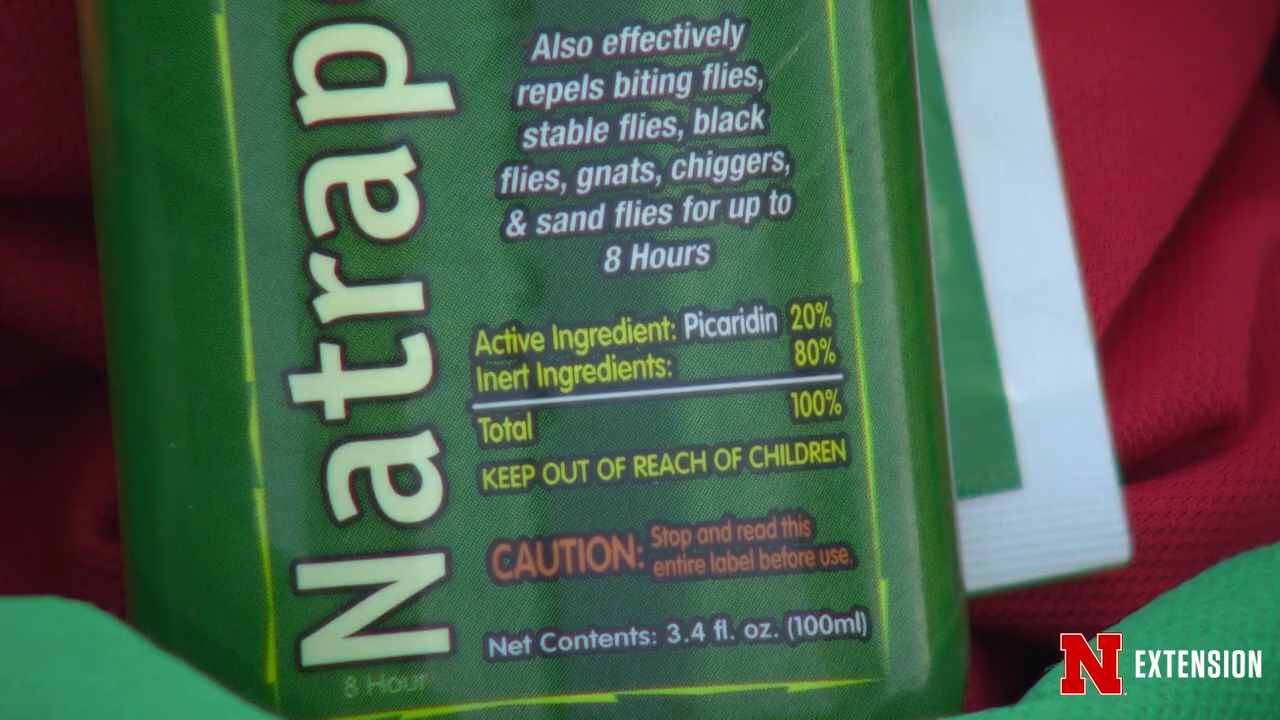 Natrap
8 Hour
Also effectively
repels biting flies,
stable flies, black
flies, gnats, chiggers,
& sand flies for up to
8 Hours
Active Ingredient: Picaridin 20%
Inert Ingredients: 80%
Total 100%
KEEP OUT OF REACH OF CHILDREN
CAUTION: Stop and read this
entire label before use.
Net Contents: 3.4 fl. oz. (100ml)
N EXTENSION